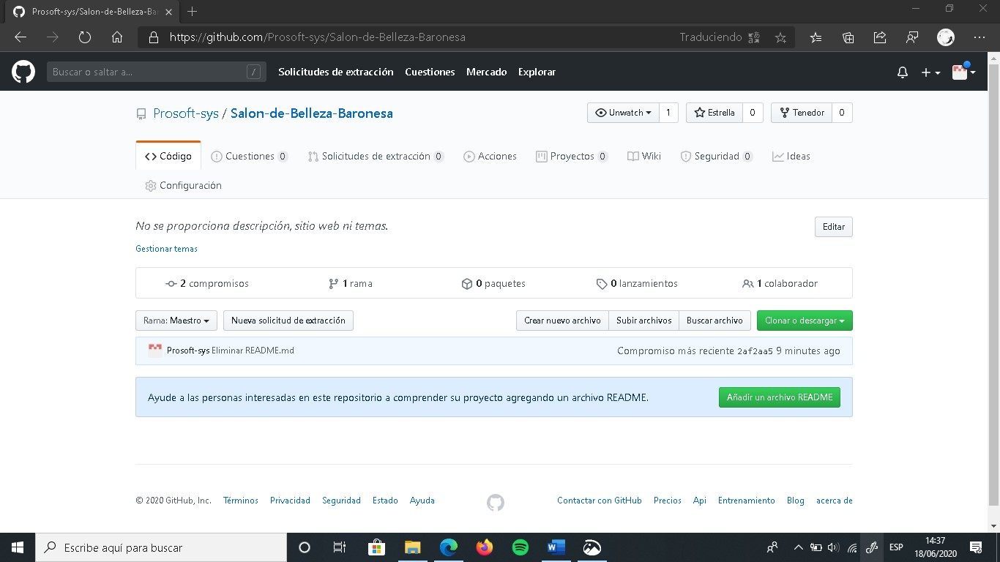 Prosoft-sys/Salon-de-Belleza-Ba
https://github.com/Prosoft-sys/Salon-de-Belleza-Baronesa
Traduciendo
Buscar o saltar a...
/
Solicitudes de extracción
Cuestiones
Mercado
Explorar
Prosoft-sys / Salon-de-Belleza-Baronesa
Unwatch 1
Estrella 0
Tenedor 0
Código
Cuestiones 0
Solicitudes de extracción 0
Acciones
Proyectos 0
Wiki
Seguridad 0
Ideas
Configuración
No se proporciona descripción, sitio web ni temas.
Editar
Gestionar temas
2 compromisos
1 rama
0 paquetes
0 lanzamientos
1 colaborador
Rama: Maestro
Nueva solicitud de extracción
Crear nuevo archivo
Subir archivos
Buscar archivo
Clonar o descargar
Prosoft-sys Eliminar README.md
Compromiso más reciente 2af2aa5 9 minutes ago
Ayude a las personas interesadas en este repositorio a comprender su proyecto agregando un archivo README.
Añadir un archivo README
© 2020 GitHub, Inc.
Términos
Privacidad
Seguridad
Estado
Ayuda
Contactar con GitHub
Precios
Api
Entrenamiento
Blog
acerca de
Escribe aquí para buscar
ESP
14:37
18/06/2020